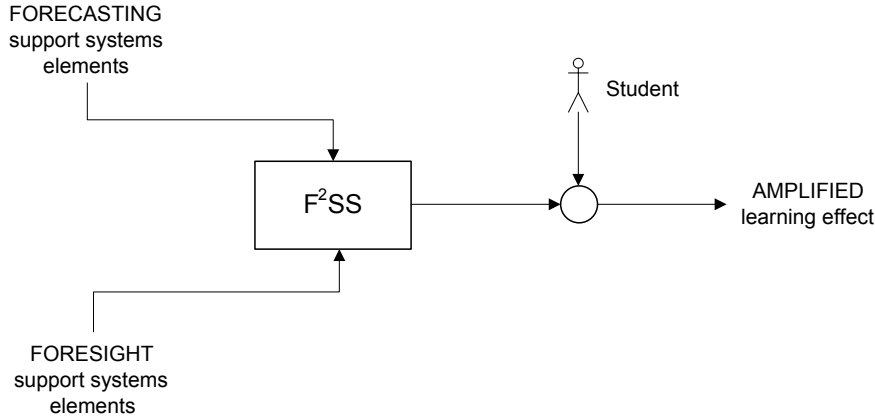 FORECASTING
support systems
elements
Student
F²SS
AMPLIFIED
learning effect
FORESIGHT
support systems
elements